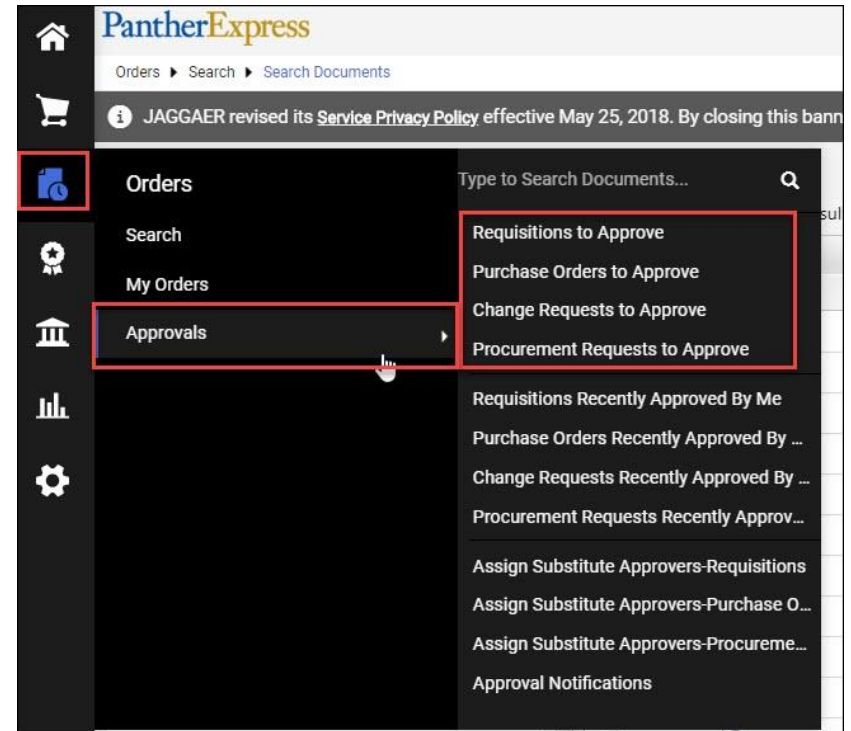 PantherExpress
Orders ▶ Search ▶ Search Documents
JAGGAER revised its Service Privacy Policy effective May 25, 2018. By closing this bann
Orders
Search
My Orders
Approvals
Type to Search Documents...
sul
Requisitions to Approve
Purchase Orders to Approve
Change Requests to Approve
Procurement Requests to Approve
Requisitions Recently Approved By Me
Purchase Orders Recently Approved By ...
Change Requests Recently Approved By ...
Procurement Requests Recently Approv...
Assign Substitute Approvers-Requisitions
Assign Substitute Approvers-Purchase O...
Assign Substitute Approvers-Procureme...
Approval Notifications